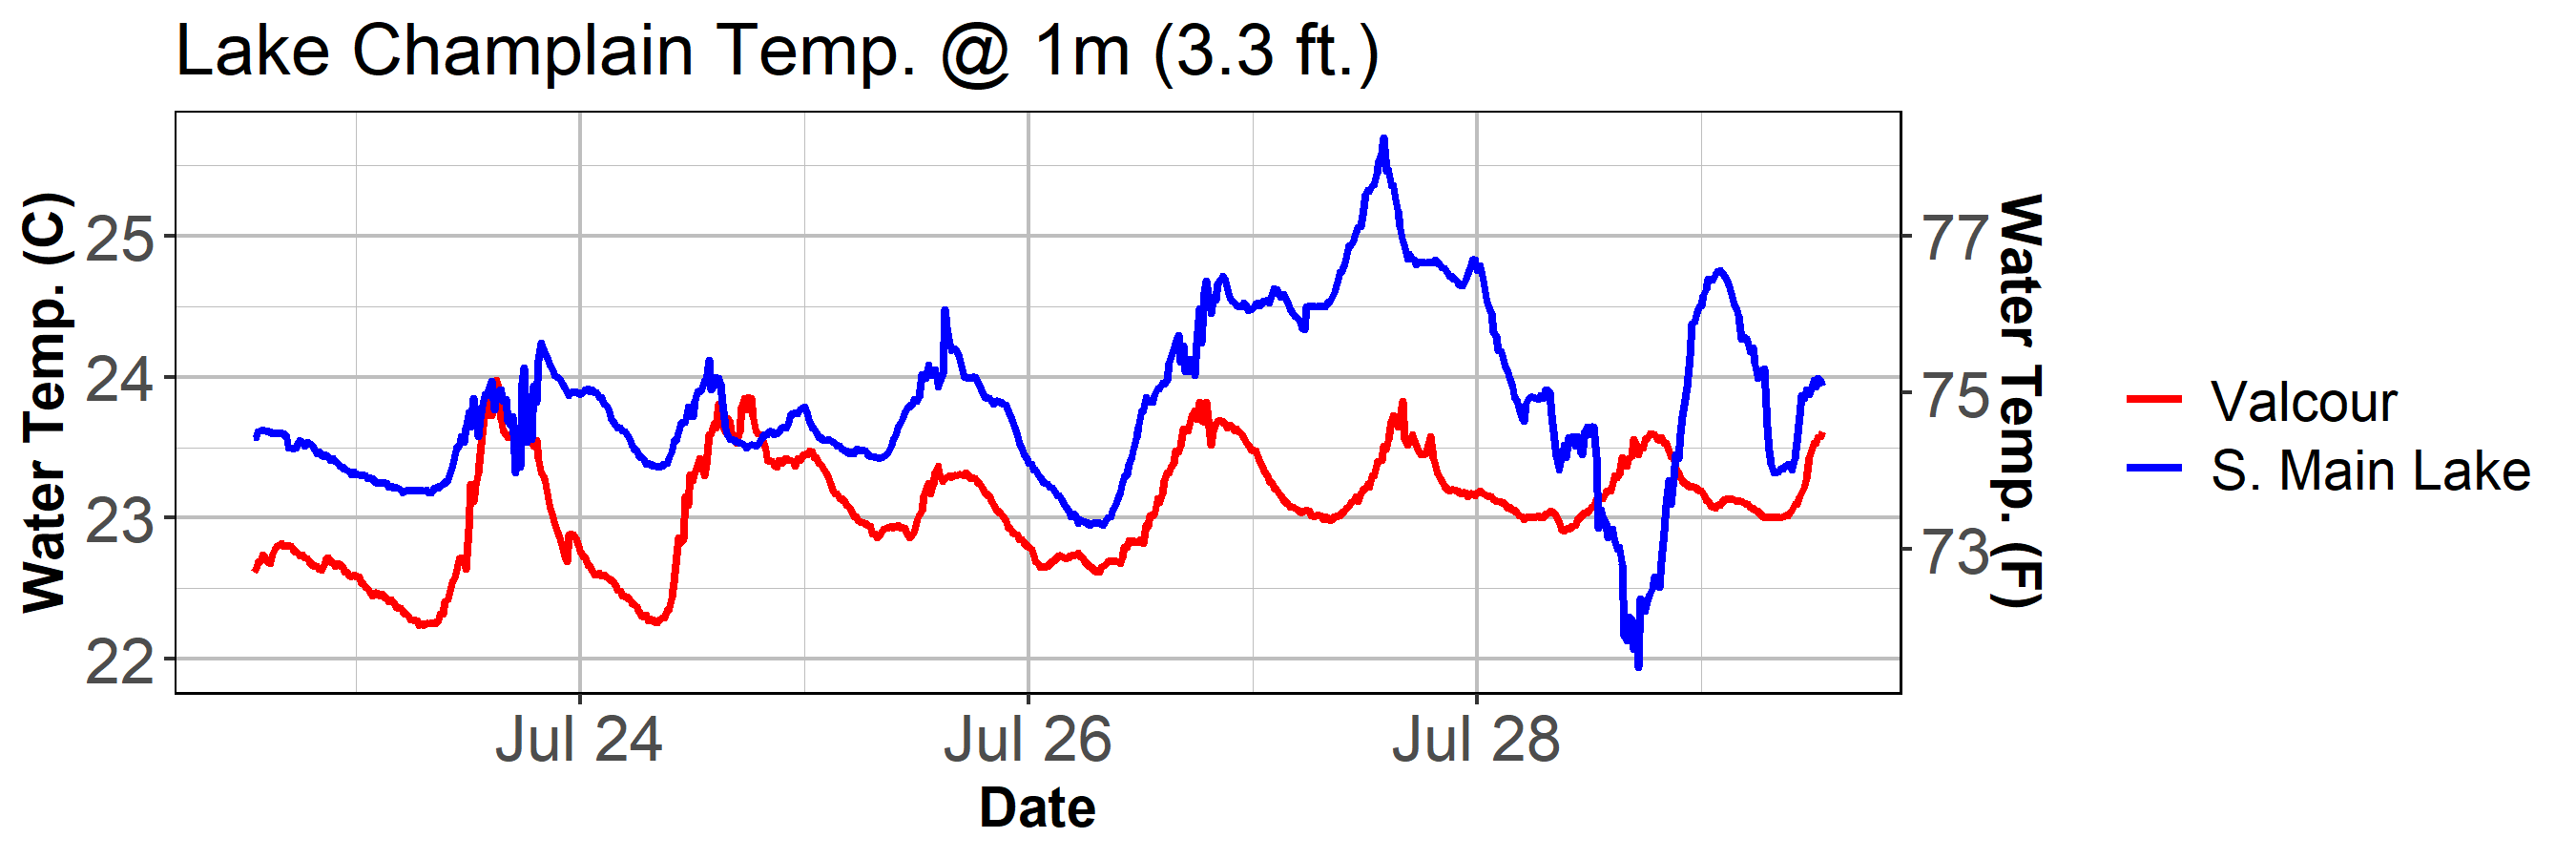 Lake Champlain Temp. @ 1m (3.3 ft.)
Water Temp. (C)
25
24
23
22
77
75
73
Water Temp. (F)
Jul 24
Jul 26
Jul 28
Date
Valcour
S. Main Lake